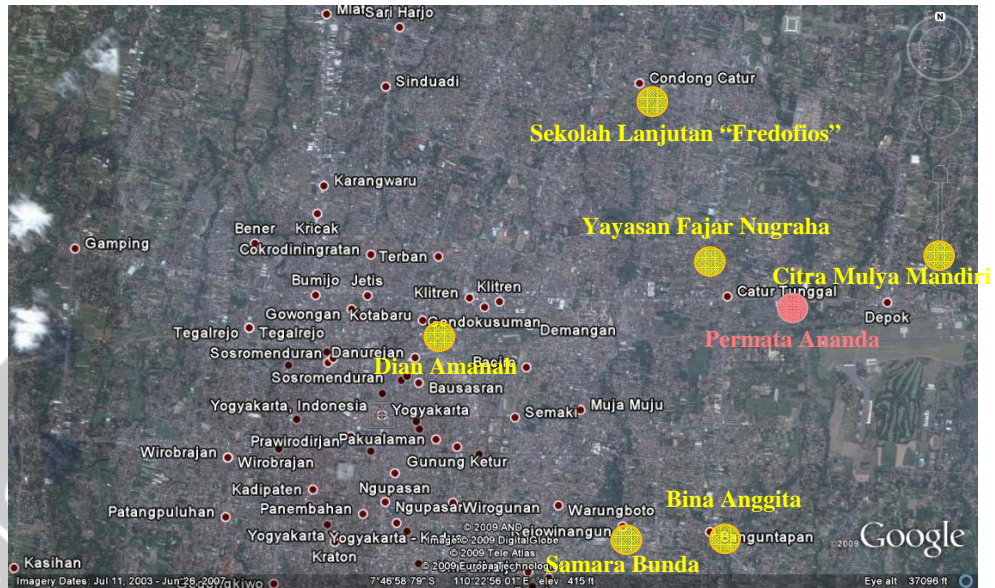 Mlati
Sari Harjo
N
Sinduadi
Condong Catur
Sekolah Lanjutan “Fredofios”
Karangwaru
Bener
Kricak
Yayasan Fajar Nugraha
Gamping
Cokrodiningratan
Terban
Citra Mulya Mandiri
Bumijo
Jetis
Klitren
Klitren
Catur Tunggal
Gowongan
Kotabaru
Gondokusuman
Demangan
Depok
Tegalrejo
Tegalrejo
Permata Ananda
Sosromenduran
Danurejan
Dian Amanah
Baciro
Sosromenduran
Bausasran
Yogyakarta, Indonesia
Yogyakarta
Semaki
Muja Muju
Prawirodirjan
Pakualaman
Wirobrajan
Wirobrajan
Gunung Ketur
Kadipaten
Ngupasan
Bina Anggita
Patangpuluhan
Panembahan
Ngupasan
Wirogunan
Warungboto
Yogyakarta
Yogyakarta - Kodya
© 2009 AND
Rejowinangun
Banguntapan
Image © 2009 DigitalGlobe
©2009 Google
Kraton
© 2009 Tele Atlas
Samara Bunda
Kasihan
© 2009 Europa Technologies
Imagery Dates: Jul 11, 2003 - Jun 26, 2007
7°46'58.79" S 110°22'56.01" E elev 415 ft
Eye alt 37096 ft